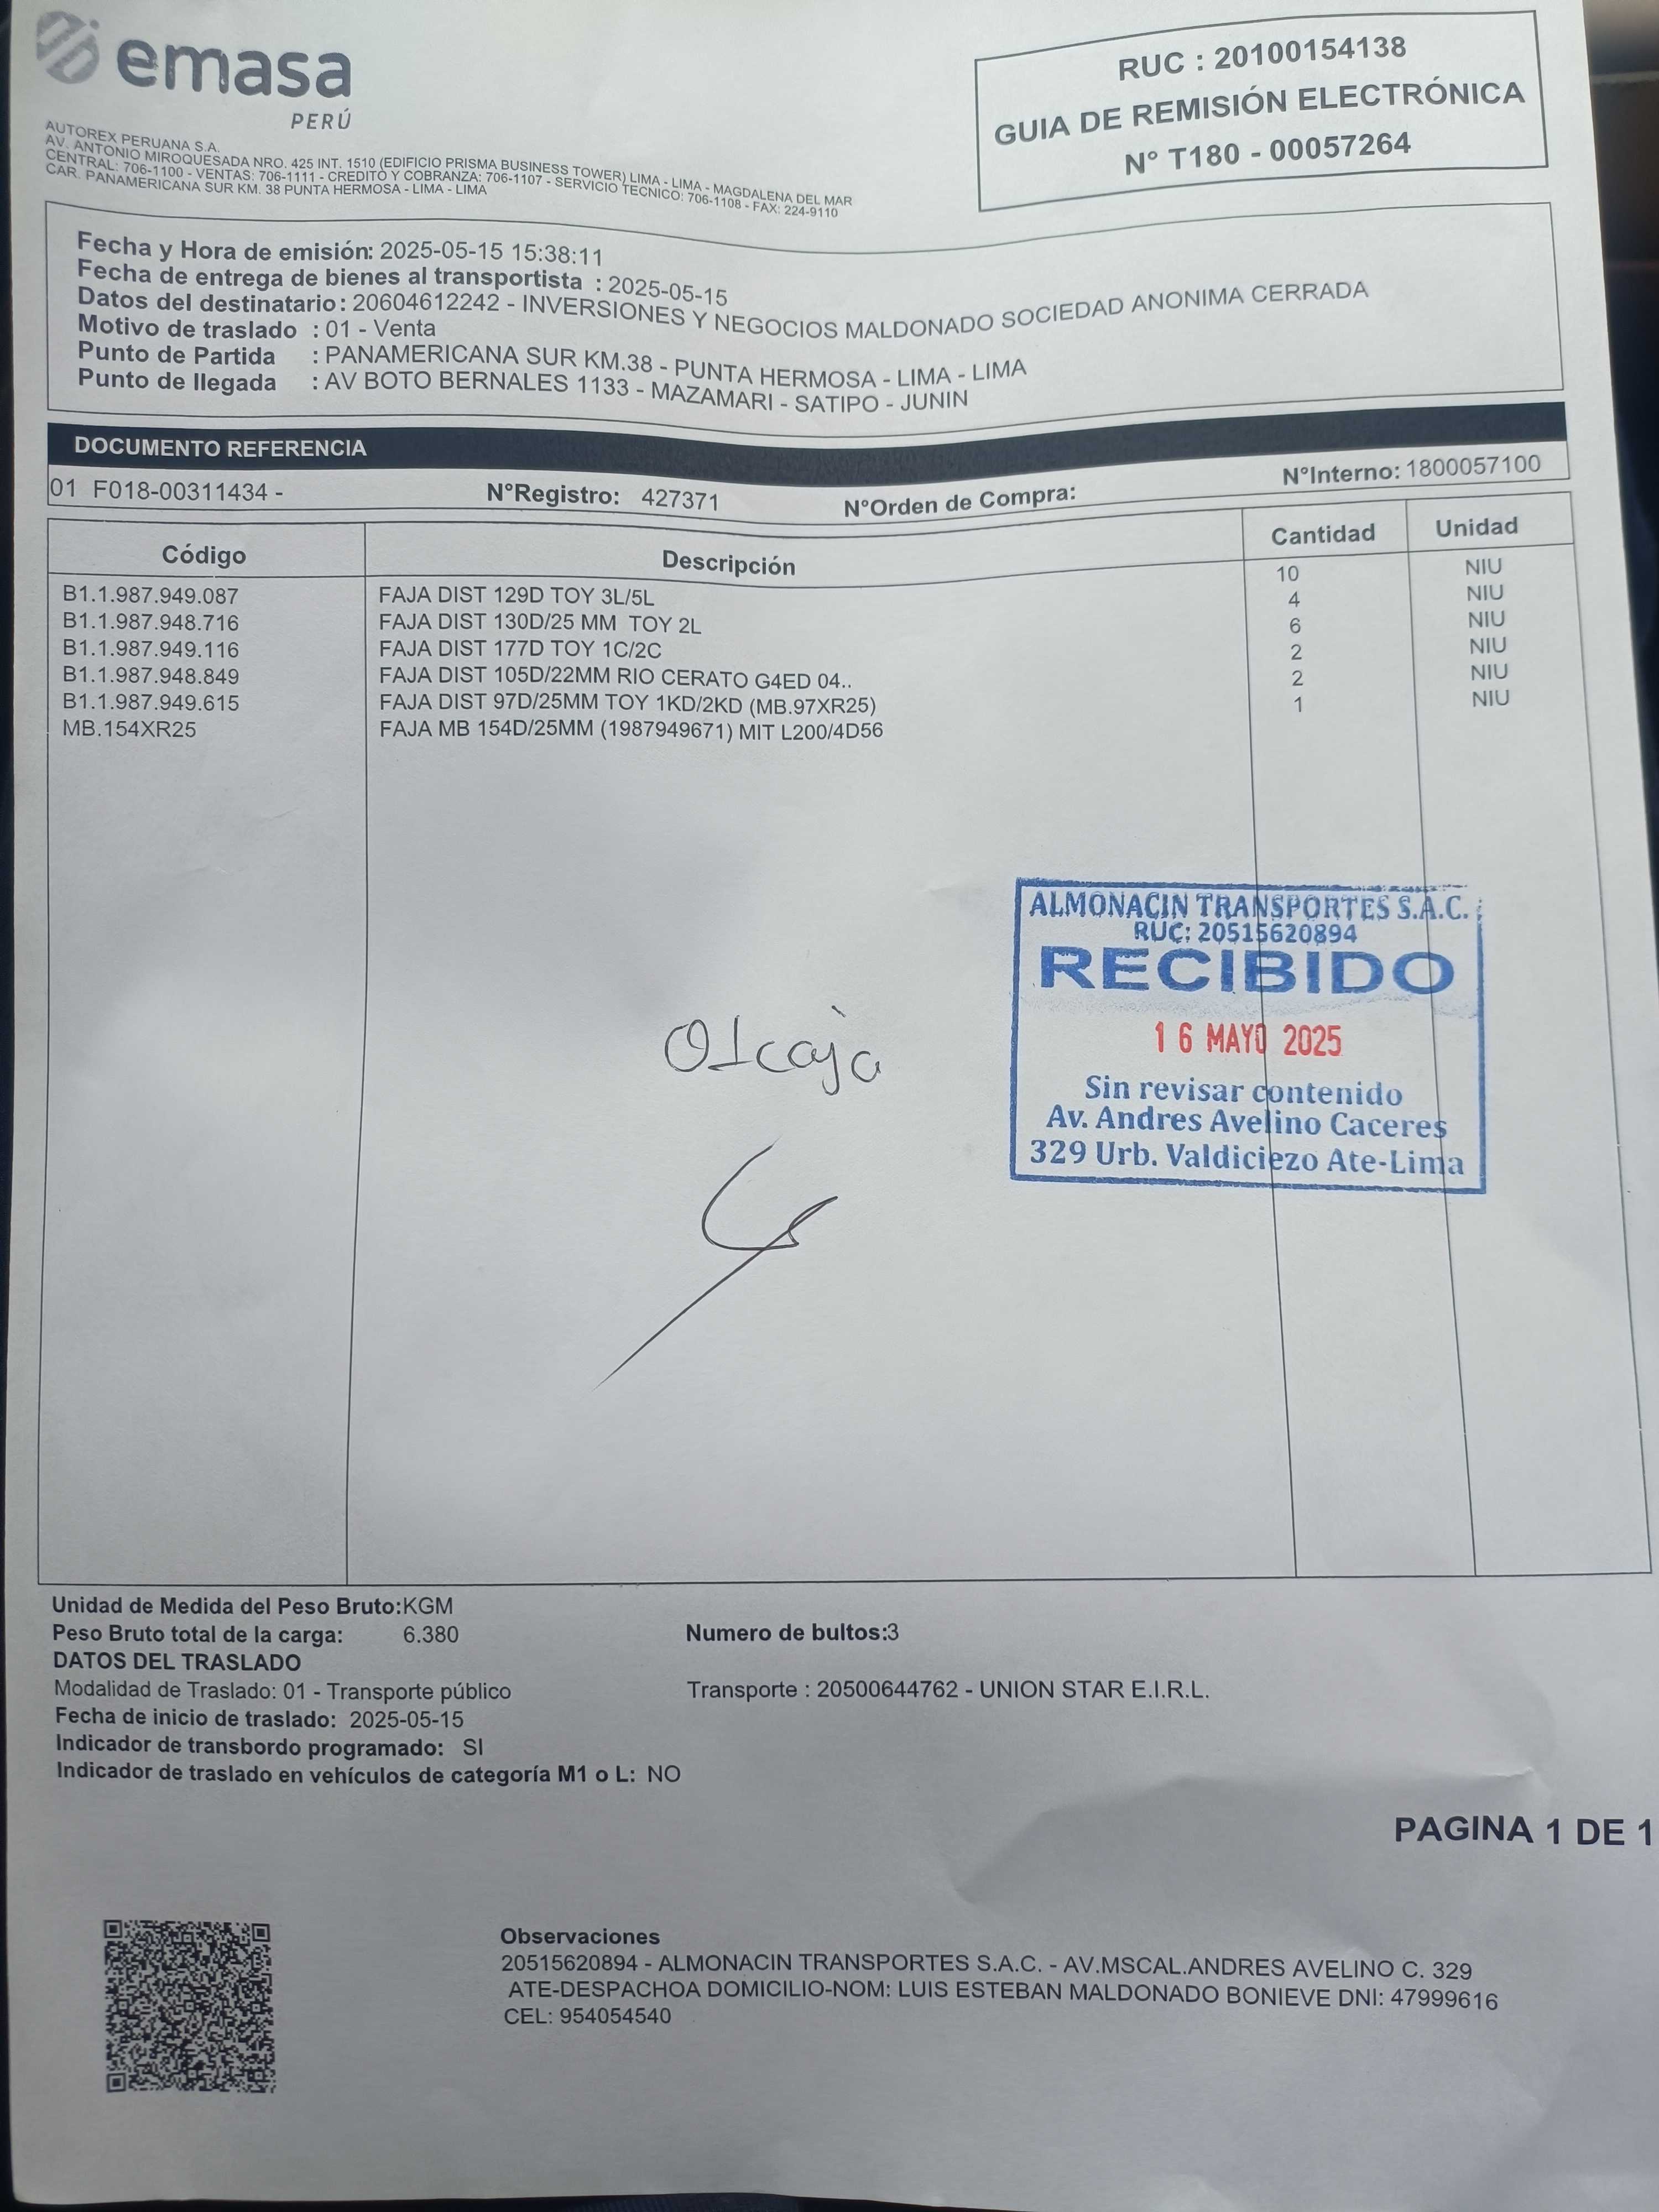 emasa
PERÚ
AUTOREX PERUANA S.A.
AV. ANTONIO MIROQUESADA NRO. 425 INT. 1510 (EDIFICIO PRISMA BUSINESS TOWER) LIMA - LIMA - MAGDALENA DEL MAR
CENTRAL: 706-1100 - VENTAS: 706-1111 - CREDITO Y COBRANZA: 706-1107 - SERVICIO TECNICO: 706-1108 - FAX: 224-9110
CAR. PANAMERICANA SUR KM. 38 PUNTA HERMOSA - LIMA - LIMA
RUC : 20100154138
GUIA DE REMISIÓN ELECTRÓNICA
N° T180 - 00057264
Fecha y Hora de emisión: 2025-05-15 15:38:11
Fecha de entrega de bienes al transportista : 2025-05-15
Datos del destinatario: 20604612242 - INVERSIONES Y NEGOCIOS MALDONADO SOCIEDAD ANONIMA CERRADA
Motivo de traslado : 01 - Venta
Punto de Partida : PANAMERICANA SUR KM.38 - PUNTA HERMOSA - LIMA - LIMA
Punto de llegada : AV BOTO BERNALES 1133 - MAZAMARI - SATIPO - JUNIN
DOCUMENTO REFERENCIA
01 F018-00311434 - N°Registro: 427371 N°Orden de Compra: N°Interno: 1800057100
Código Descripción Cantidad Unidad
B1.1.987.949.087 FAJA DIST 129D TOY 3L/5L 10 NIU
B1.1.987.948.716 FAJA DIST 130D/25 MM TOY 2L 4 NIU
B1.1.987.949.116 FAJA DIST 177D TOY 1C/2C 6 NIU
B1.1.987.948.849 FAJA DIST 105D/22MM RIO CERATO G4ED 04.. 2 NIU
B1.1.987.949.615 FAJA DIST 97D/25MM TOY 1KD/2KD (MB.97XR25) 2 NIU
MB.154XR25 FAJA MB 154D/25MM (1987949671) MIT L200/4D56 1 NIU
ALMONACIN TRANSPORTES S.A.C.
RUC: 20515620894
RECIBIDO
16 MAYO 2025
Sin revisar contenido
Av. Andres Avelino Caceres
329 Urb. Valdiciezo Ate-Lima
01 caja
Unidad de Medida del Peso Bruto:KGM
Peso Bruto total de la carga: 6.380 Numero de bultos:3
DATOS DEL TRASLADO
Modalidad de Traslado: 01 - Transporte público Transporte : 20500644762 - UNION STAR E.I.R.L.
Fecha de inicio de traslado: 2025-05-15
Indicador de transbordo programado: SI
Indicador de traslado en vehículos de categoría M1 o L: NO
PAGINA 1 DE 1
Observaciones
20515620894 - ALMONACIN TRANSPORTES S.A.C. - AV.MSCAL.ANDRES AVELINO C. 329
ATE-DESPACHOA DOMICILIO-NOM: LUIS ESTEBAN MALDONADO BONIEVE DNI: 47999616
CEL: 954054540